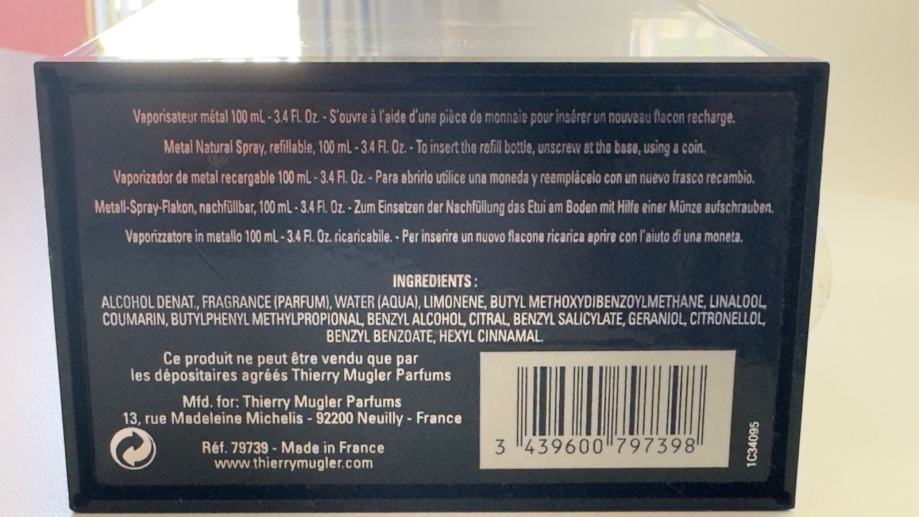 Vaporisateur métal 100 mL - 3.4 Fl. Oz. - S'ouvre à l'aide d'une pièce de monnaie pour insérer un nouveau flacon recharge.
Metal Natural Spray, refillable, 100 mL - 3.4 Fl. Oz. - To insert the refill bottle, unscrew at the base, using a coin.
Vaporizador de metal recargable 100 mL - 3.4 Fl. Oz. - Para abrirlo utilice una moneda y reemplácelo con un nuevo frasco recambio.
Metall-Spray-Flakon, nachfüllbar, 100 mL - 3.4 Fl. Oz. - Zum Einsetzen der Nachfüllung das Etui am Boden mit Hilfe einer Münze aufschrauben.
Vaporizzatore in metallo 100 mL - 3.4 Fl. Oz. ricaricabile. - Per inserire un nuovo flacone ricarica aprire con l'aiuto di una moneta.
INGREDIENTS :
ALCOHOL DENAT., FRAGRANCE (PARFUM), WATER (AQUA), LIMONENE, BUTYL METHOXYDIBENZOYLMETHANE, LINALOOL,
COUMARIN, BUTYLPHENYL METHYLPROPIONAL, BENZYL ALCOHOL, CITRAL, BENZYL SALICYLATE, GERANIOL, CITRONELLOL,
BENZYL BENZOATE, HEXYL CINNAMAL.
Ce produit ne peut être vendu que par
les dépositaires agréés Thierry Mugler Parfums
Mfd. for: Thierry Mugler Parfums
13, rue Madeleine Michelis - 92200 Neuilly - France
Réf. 79739 - Made in France
www.thierrymugler.com
3 439600 797398
1C34095